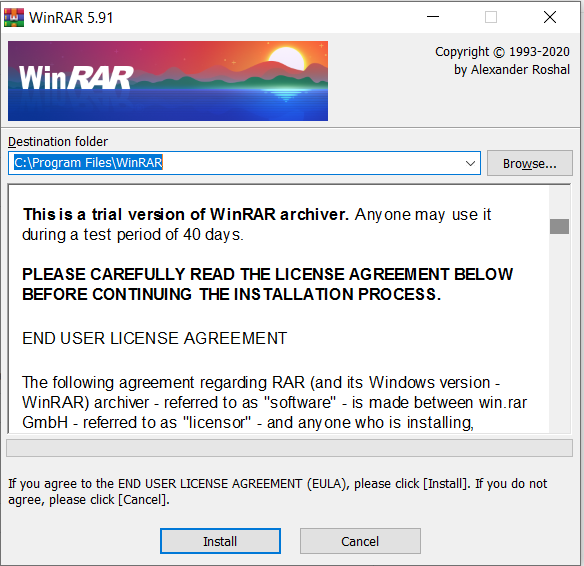 WinRAR 5.91
WinRAR
Copyright © 1993-2020
by Alexander Roshal
Destination folder
C:\Program Files\WinRAR
Browse...
This is a trial version of WinRAR archiver. Anyone may use it
during a test period of 40 days.
PLEASE CAREFULLY READ THE LICENSE AGREEMENT BELOW
BEFORE CONTINUING THE INSTALLATION PROCESS.
END USER LICENSE AGREEMENT
The following agreement regarding RAR (and its Windows version -
WinRAR) archiver - referred to as "software" - is made between win.rar
GmbH - referred to as "licensor" - and anyone who is installing,
If you agree to the END USER LICENSE AGREEMENT (EULA), please click [Install]. If you do not
agree, please click [Cancel].
Install
Cancel